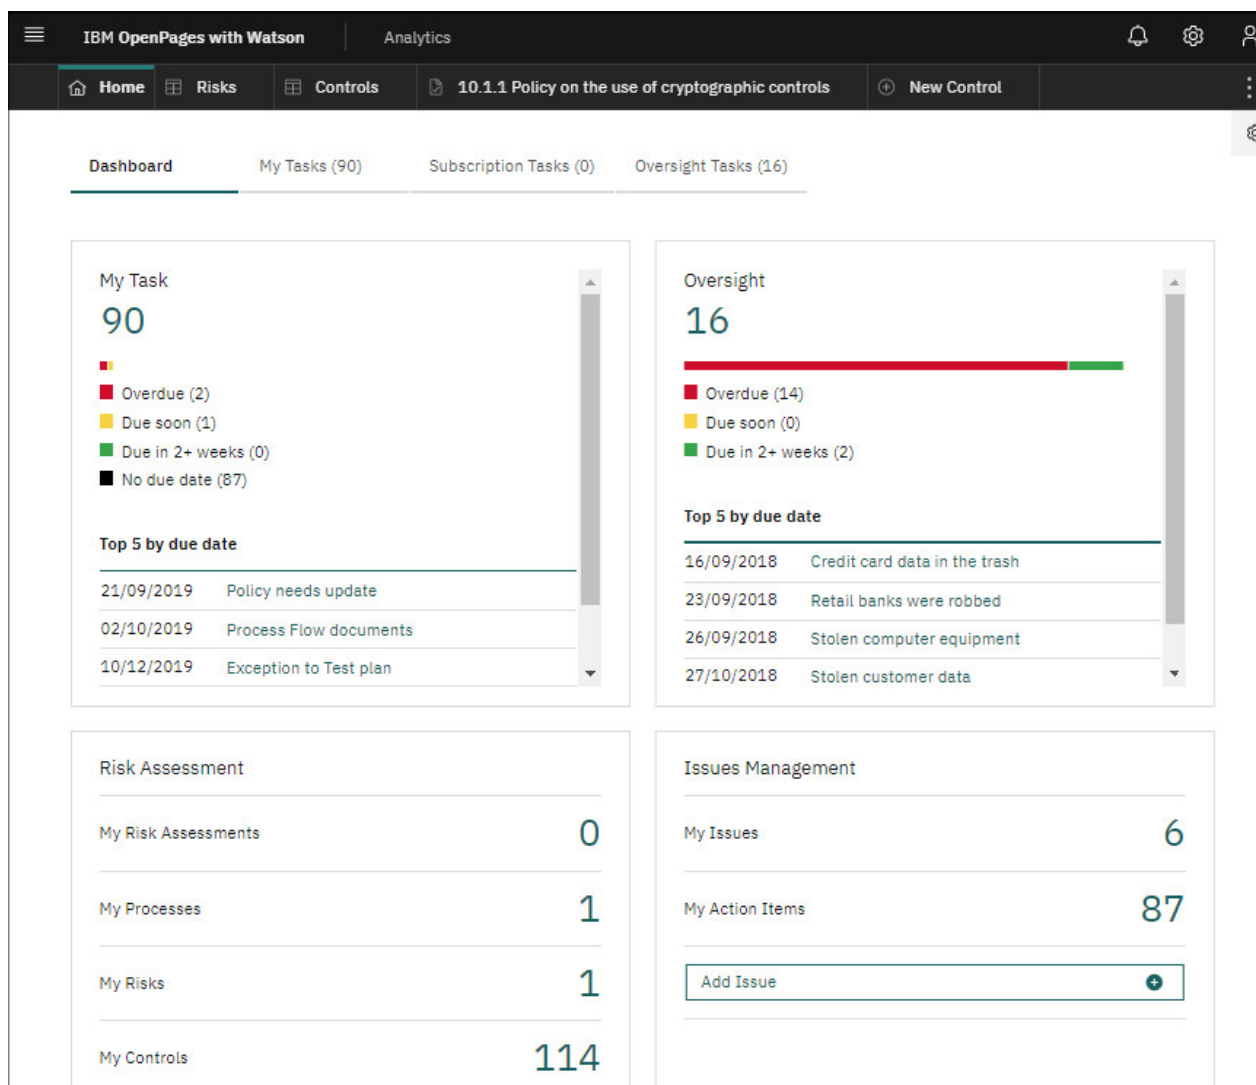 IBM OpenPages with Watson Analytics
Home Risks Controls 10.1.1 Policy on the use of cryptographic controls New Control
Dashboard My Tasks (90) Subscription Tasks (0) Oversight Tasks (16)
My Task
90
Overdue (2)
Due soon (1)
Due in 2+ weeks (0)
No due date (87)
Top 5 by due date
21/09/2019 Policy needs update
02/10/2019 Process Flow documents
10/12/2019 Exception to Test plan
Oversight
16
Overdue (14)
Due soon (0)
Due in 2+ weeks (2)
Top 5 by due date
16/09/2018 Credit card data in the trash
23/09/2018 Retail banks were robbed
26/09/2018 Stolen computer equipment
27/10/2018 Stolen customer data
Risk Assessment
My Risk Assessments 0
My Processes 1
My Risks 1
My Controls 114
Issues Management
My Issues 6
My Action Items 87
Add Issue